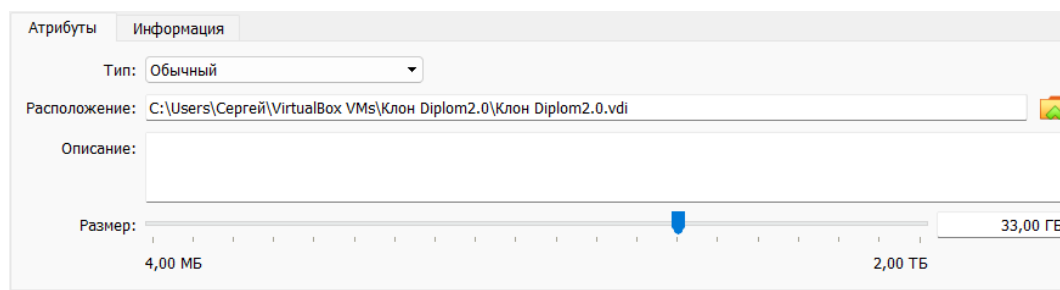 Атрибуты Информация
Тип: Обычный
Расположение: C:\Users\Сергей\VirtualBox VMs\Клон Diplom2.0\Клон Diplom2.0.vdi
Описание:
Размер: 33,00 ГБ
4,00 МБ 2,00 ТБ